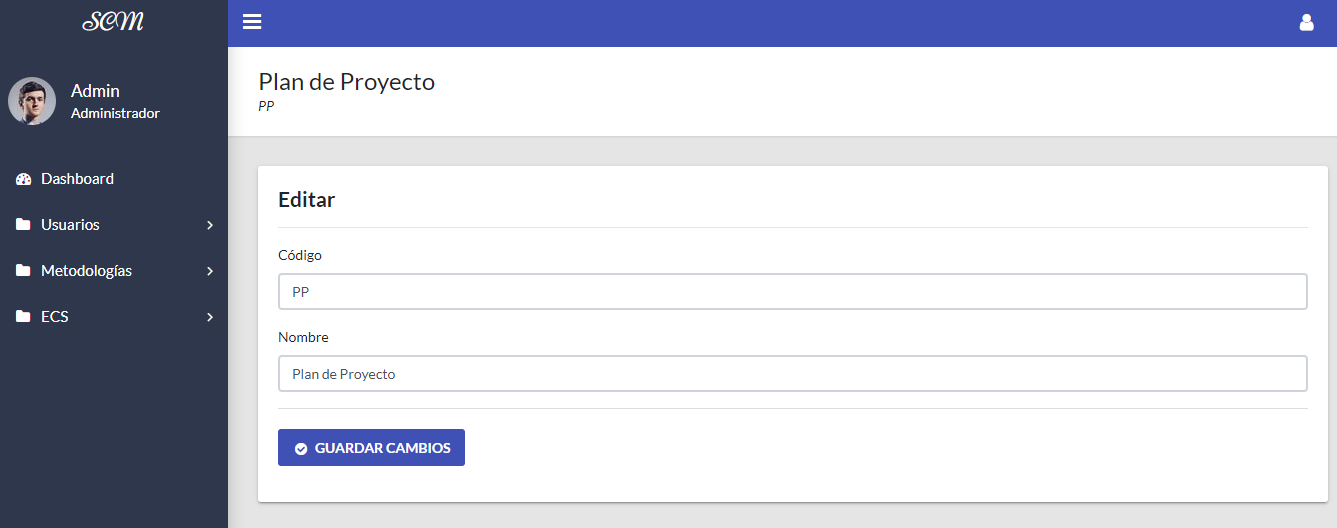 SCM
Admin
Administrador
Dashboard
Usuarios
Metodologías
ECS
Plan de Proyecto
PP
Editar
Código
PP
Nombre
Plan de Proyecto
GUARDAR CAMBIOS